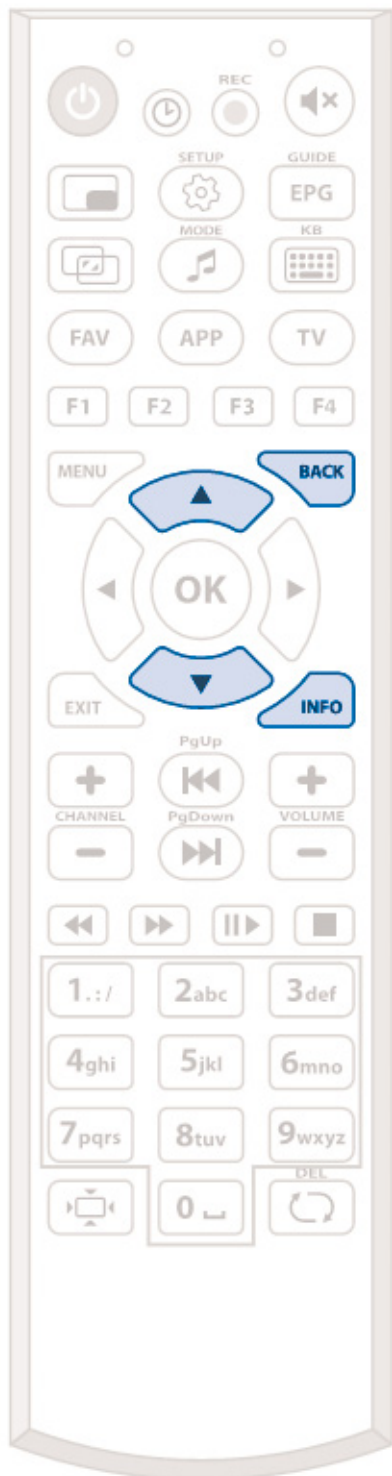 REC
SETUP GUIDE
EPG
MODE KB
FAV APP TV
F1 F2 F3 F4
MENU BACK
OK
EXIT INFO
PgUp
CHANNEL PgDown VOLUME
1.:/ 2abc 3def
4ghi 5jkl 6mno
7pqrs 8tuv 9wxyz
DEL
0